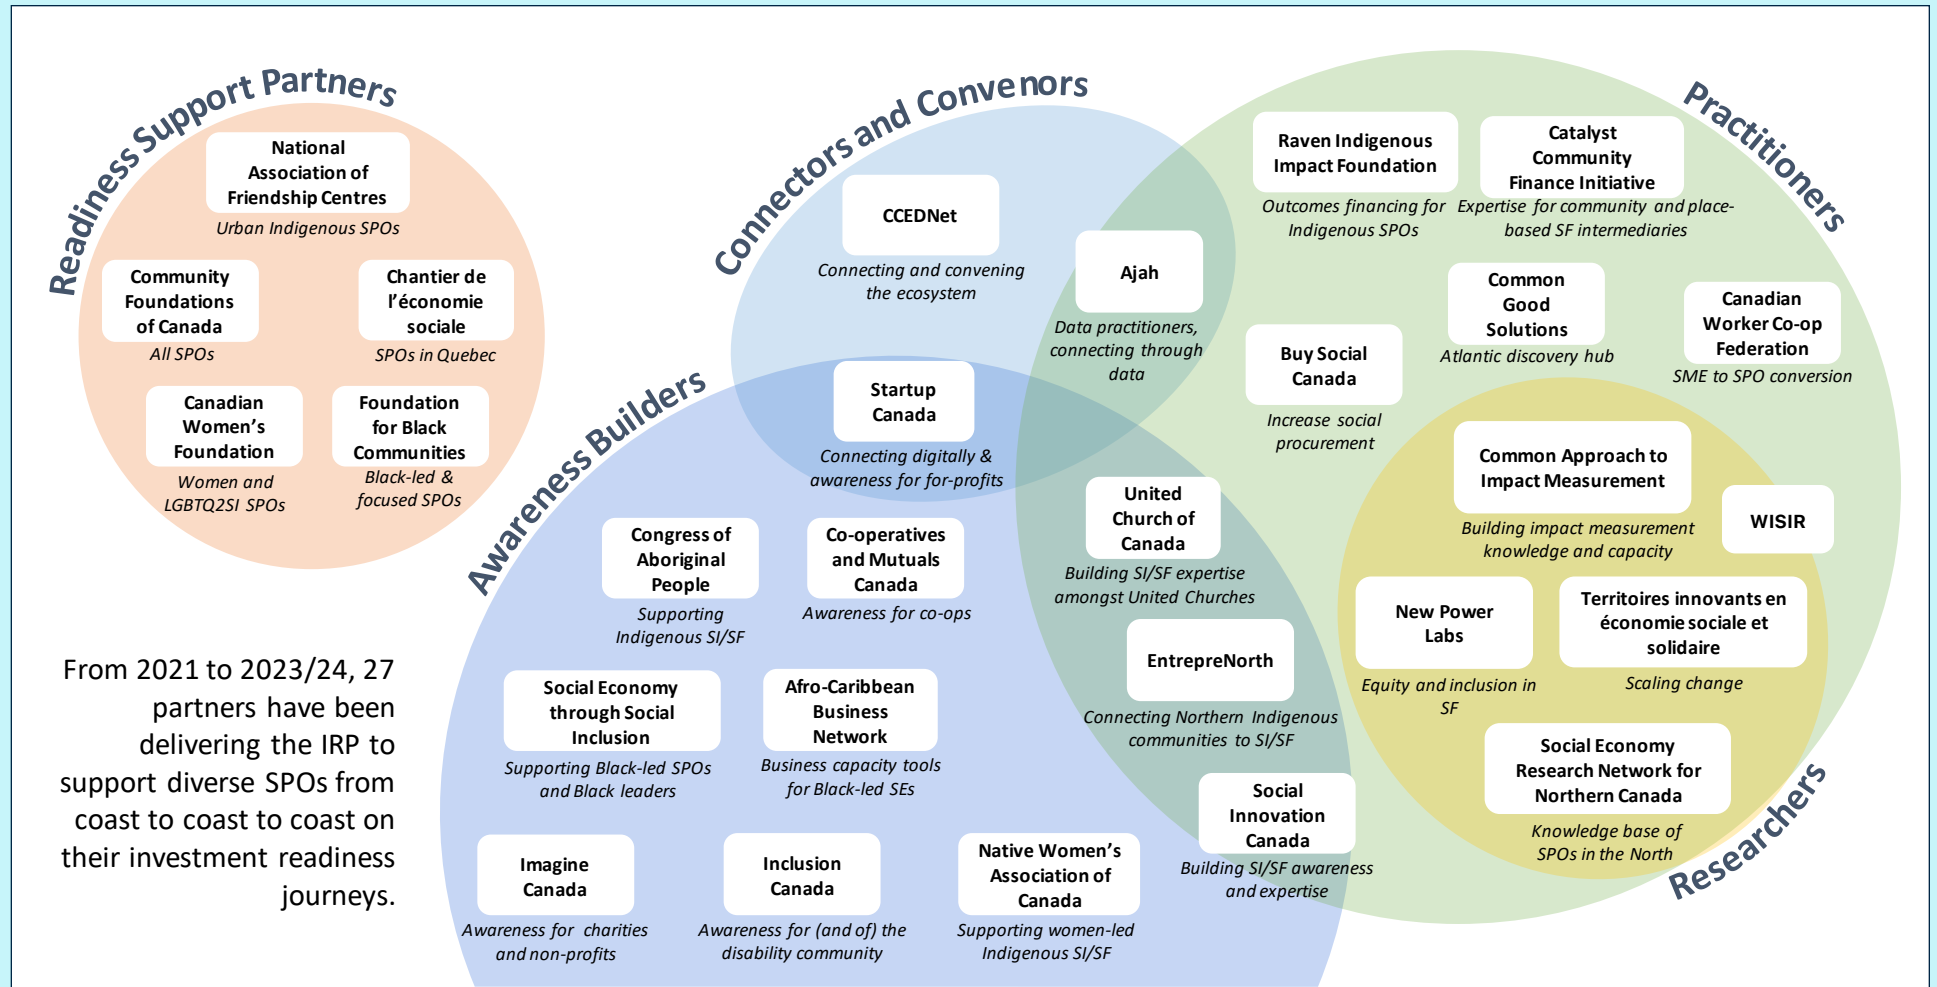 Readiness Support Partners
National
Association of
Friendship Centres
Urban Indigenous SPOs
Community
Foundations
of Canada
All SPOs
Chantier de
l'économie
sociale
SPOs in Quebec
Canadian
Women's
Foundation
Women and
LGBTQ2SI SPOs
Foundation
for Black
Communities
Black-led &
focused SPOs
From 2021 to 2023/24, 27
partners have been
delivering the IRP to
support diverse SPOs from
coast to coast to coast on
their investment readiness
journeys.
Connectors and Convenors
CCEDNet
Connecting and convening
the ecosystem
Ajah
Data practitioners,
connecting through
data
Startup
Canada
Connecting digitally &
awareness for for-profits
Awareness Builders
Congress of
Aboriginal
People
Supporting
Indigenous SI/SF
Co-operatives
and Mutuals
Canada
Awareness for co-ops
Social Economy
through Social
Inclusion
Supporting Black-led SPOs
and Black leaders
Afro-Caribbean
Business
Network
Business capacity tools
for Black-led SEs
Imagine
Canada
Awareness for charities
and non-profits
Inclusion
Canada
Awareness for (and of) the
disability community
Native Women's
Association of
Canada
Supporting women-led
Indigenous SI/SF
United
Church of
Canada
Building SI/SF expertise
amongst United Churches
EntrepreNorth
Connecting Northern Indigenous
communities to SI/SF
Social
Innovation
Canada
Building SI/SF awareness
and expertise
Practitioners
Raven Indigenous
Impact Foundation
Outcomes financing for
Indigenous SPOs
Catalyst
Community
Finance Initiative
Expertise for community and place-
based SF intermediaries
Buy Social
Canada
Increase social
procurement
Common
Good
Solutions
Atlantic discovery hub
Canadian
Worker Co-op
Federation
SME to SPO conversion
Common Approach to
Impact Measurement
Building impact measurement
knowledge and capacity
WISIR
New Power
Labs
Equity and inclusion in
SF
Territoires innovants en
économie sociale et
solidaire
Scaling change
Social Economy
Research Network for
Northern Canada
Knowledge base of
SPOs in the North
Researchers